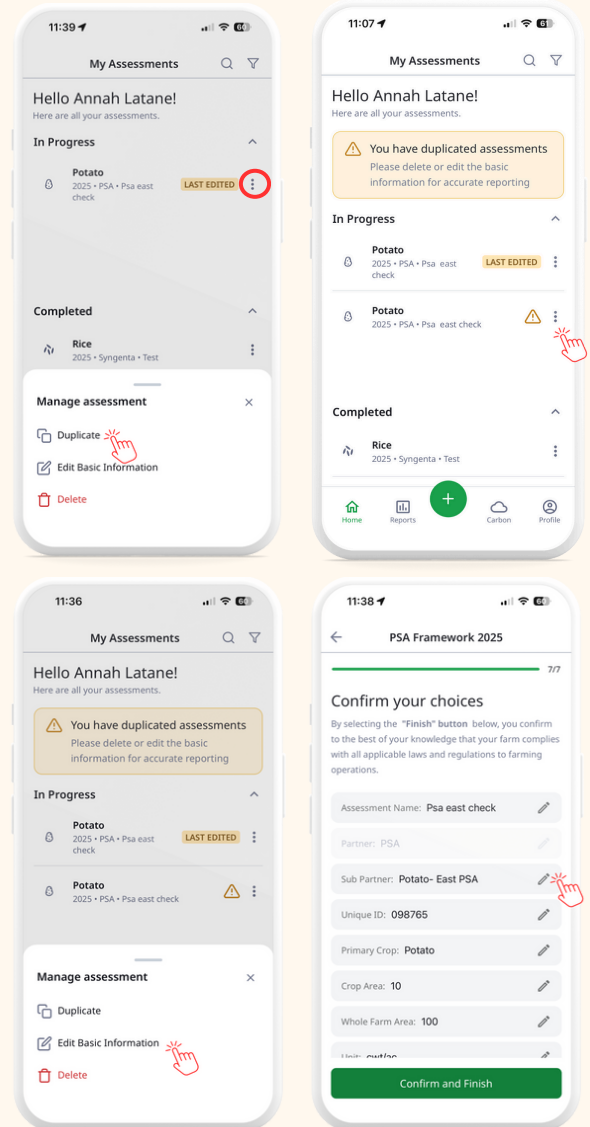 11:39
60
My Assessments
Hello Annah Latane!
Here are all your assessments.
In Progress
Potato
2025 • PSA • Psa east
check
LAST EDITED
Completed
Rice
2025 • Syngenta • Test
Manage assessment
Duplicate
Edit Basic Information
Delete
11:07
61
My Assessments
Hello Annah Latane!
Here are all your assessments.
You have duplicated assessments
Please delete or edit the basic
information for accurate reporting
In Progress
Potato
2025 • PSA • Psa east
check
LAST EDITED
Potato
2025 • PSA • Psa east check
Completed
Rice
2025 • Syngenta • Test
Home
Reports
Carbon
Profile
11:36
60
My Assessments
Hello Annah Latane!
Here are all your assessments.
You have duplicated assessments
Please delete or edit the basic
information for accurate reporting
In Progress
Potato
2025 • PSA • Psa east
check
LAST EDITED
Potato
2025 • PSA • Psa east check
Manage assessment
Duplicate
Edit Basic Information
Delete
11:38
60
PSA Framework 2025
7/7
Confirm your choices
By selecting the "Finish" button below, you confirm
to the best of your knowledge that your farm complies
with all applicable laws and regulations to farming
operations.
Assessment Name: Psa east check
Partner: PSA
Sub Partner: Potato- East PSA
Unique ID: 098765
Primary Crop: Potato
Crop Area: 10
Whole Farm Area: 100
Unit: cwt/ac
Confirm and Finish